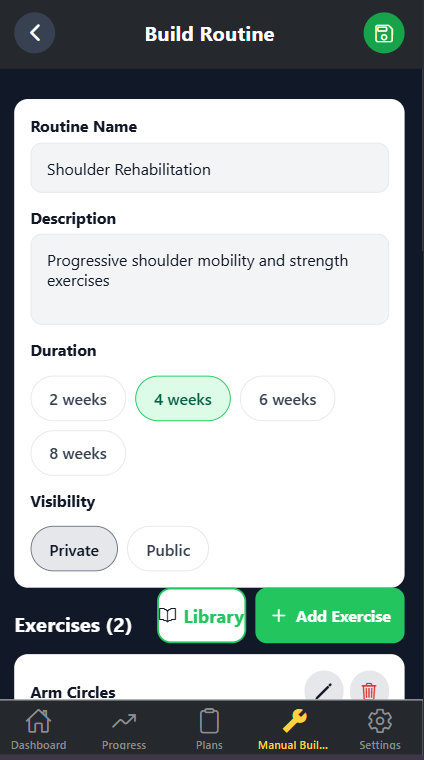 Build Routine
Routine Name
Shoulder Rehabilitation
Description
Progressive shoulder mobility and strength
exercises
Duration
2 weeks
4 weeks
6 weeks
8 weeks
Visibility
Private
Public
Exercises (2)
Library
+ Add Exercise
Arm Circles
Dashboard
Progress
Plans
Manual Buil...
Settings